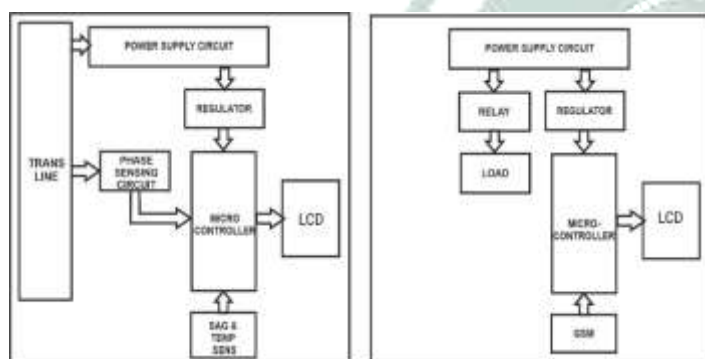 POWER SUPPLY CIRCUIT
REGULATOR
TRANS
LINE
PHASE
SENSING
CIRCUIT
MICRO
CONTROLLER
LCD
SAG &
TEMP
SENS
POWER SUPPLY CIRCUIT
RELAY
REGULATOR
LOAD
MICRO-
CONTROLLER
LCD
GSM